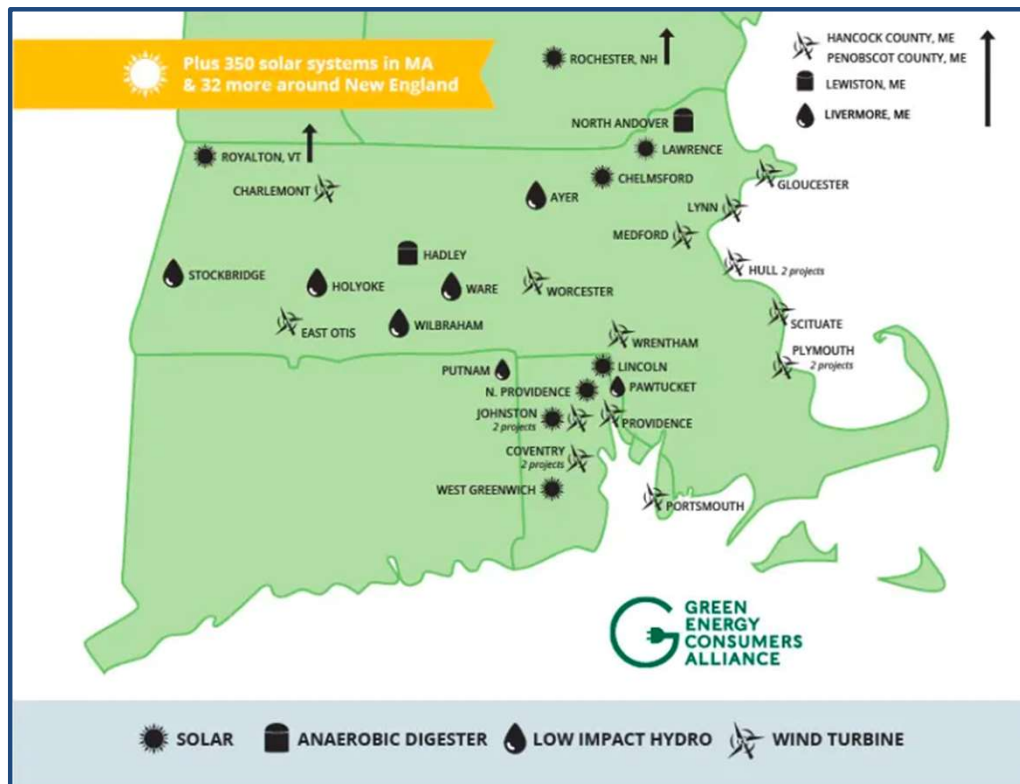 Plus 350 solar systems in MA
& 32 more around New England
ROCHESTER, NH
HANCOCK COUNTY, ME
PENOBSCOT COUNTY, ME
LEWISTON, ME
LIVERMORE, ME
NORTH ANDOVER
LAWRENCE
ROYALTON, VT
CHELMSFORD
GLOUCESTER
CHARLEMONT
AYER
LYNN
MEDFORD
HADLEY
HULL 2 projects
STOCKBRIDGE
HOLYOKE
WARE
WORCESTER
EAST OTIS
WILBRAHAM
SCITUATE
WRENTHAM
PLYMOUTH
2 projects
PUTNAM
LINCOLN
N. PROVIDENCE
PAWTUCKET
JOHNSTON
2 projects
PROVIDENCE
COVENTRY
2 projects
WEST GREENWICH
PORTSMOUTH
GREEN
ENERGY
CONSUMERS
ALLIANCE
SOLAR
ANAEROBIC DIGESTER
LOW IMPACT HYDRO
WIND TURBINE